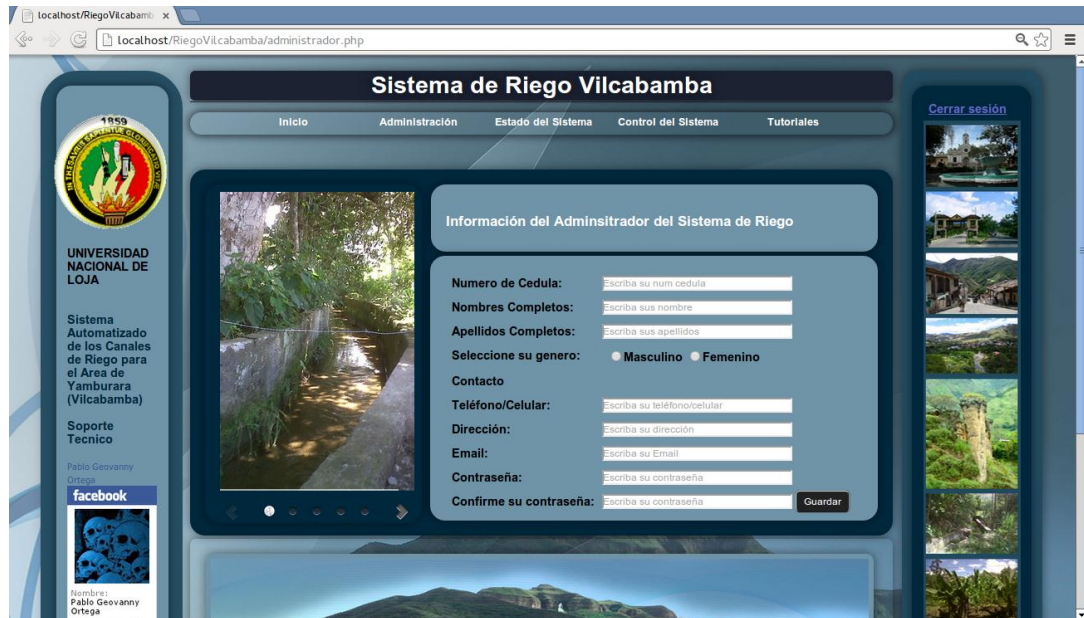 localhost/RiegoVilcabamb
localhost/RiegoVilcabamba/administrador.php
Sistema de Riego Vilcabamba
Inicio Administración Estado del Sistema Control del Sistema Tutoriales
Cerrar sesión
1859
UNIVERSIDAD
NACIONAL DE
LOJA
Sistema
Automatizado
de los Canales
de Riego para
el Area de
Yamburara
(Vilcabamba)
Soporte
Tecnico
Pablo Geovanny
Ortega
facebook
Nombre:
Pablo Geovanny
Ortega
Información del Adminsitrador del Sistema de Riego
Numero de Cedula: Escriba su num cedula
Nombres Completos: Escriba sus nombre
Apellidos Completos: Escriba sus apellidos
Seleccione su genero: Masculino Femenino
Contacto
Teléfono/Celular: Escriba su teléfono/celular
Dirección: Escriba su dirección
Email: Escriba su Email
Contraseña: Escriba su contraseña
Confirme su contraseña: Escriba su contraseña Guardar